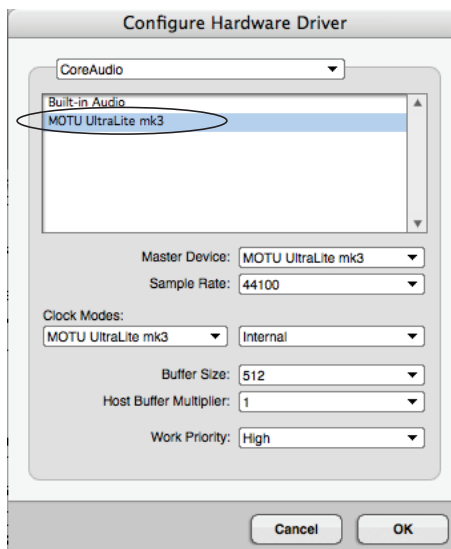 Configure Hardware Driver
CoreAudio
Built-in Audio
MOTU UltraLite mk3
Master Device: MOTU UltraLite mk3
Sample Rate: 44100
Clock Modes:
MOTU UltraLite mk3 Internal
Buffer Size: 512
Host Buffer Multiplier: 1
Work Priority: High
Cancel OK